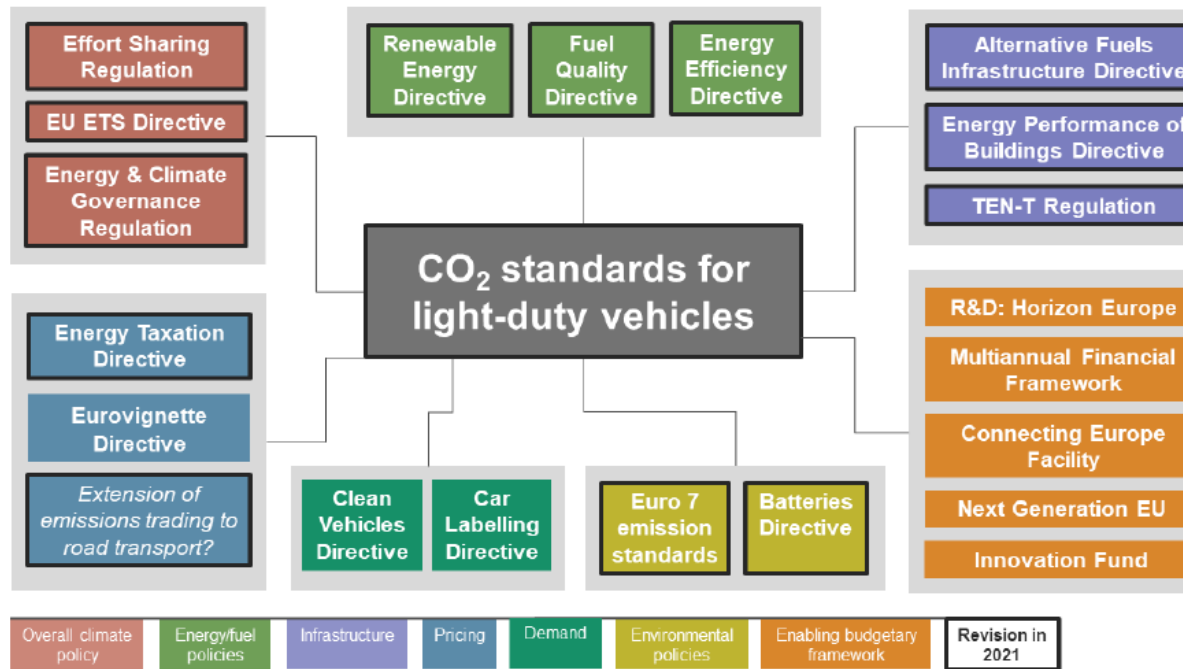 Effort Sharing
Regulation
EU ETS Directive
Energy & Climate
Governance
Regulation
Renewable
Energy
Directive
Fuel
Quality
Directive
Energy
Efficiency
Directive
Alternative Fuels
Infrastructure Directive
Energy Performance of
Buildings Directive
TEN-T Regulation
CO₂ standards for
light-duty vehicles
Energy Taxation
Directive
Eurovignette
Directive
Extension of
emissions trading to
road transport?
Clean
Vehicles
Directive
Car
Labelling
Directive
Euro 7
emission
standards
Batteries
Directive
R&D: Horizon Europe
Multiannual Financial
Framework
Connecting Europe
Facility
Next Generation EU
Innovation Fund
Overall climate
policy
Energy/fuel
policies
Infrastructure
Pricing
Demand
Environmental
policies
Enabling budgetary
framework
Revision in
2021